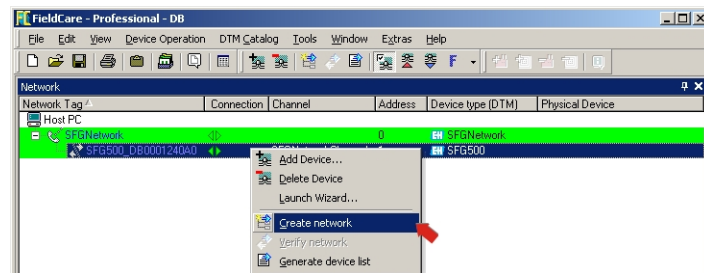 FieldCare - Professional - DB
File Edit View Device Operation DTM Catalog Tools Window Extras Help
F
Network
Network Tag Connection Channel Address Device type (DTM) Physical Device
Host PC
SFGNetwork 0 SFGNetwork
SFG500_DB0001240A0 SFG500
Add Device...
Delete Device
Launch Wizard...
Create network
Verify network
Generate device list